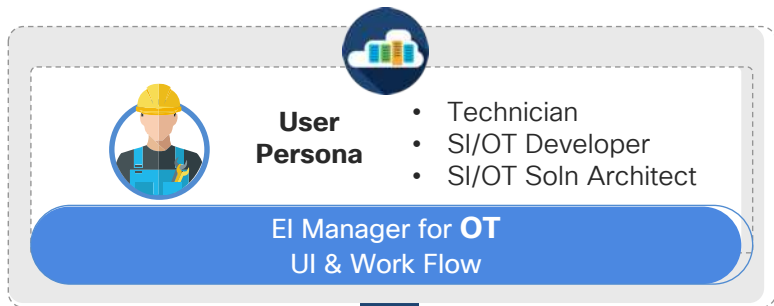 User
Persona
• Technician
• SI/OT Developer
• SI/OT Soln Architect
EI Manager for OT
UI & Work Flow